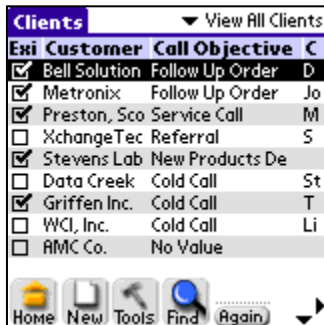 Clients View All Clients
Exi Customer Call Objective C
Bell Solution Follow Up Order D
Metronix Follow Up Order Jo
Preston, Sco Service Call M
XchangeTec Referral S
Stevens Lab New Products De
Data Creek Cold Call St
Griffen Inc. Cold Call T
WCI, Inc. Cold Call Li
AMC Co. No Value
Home New Tools Find Again